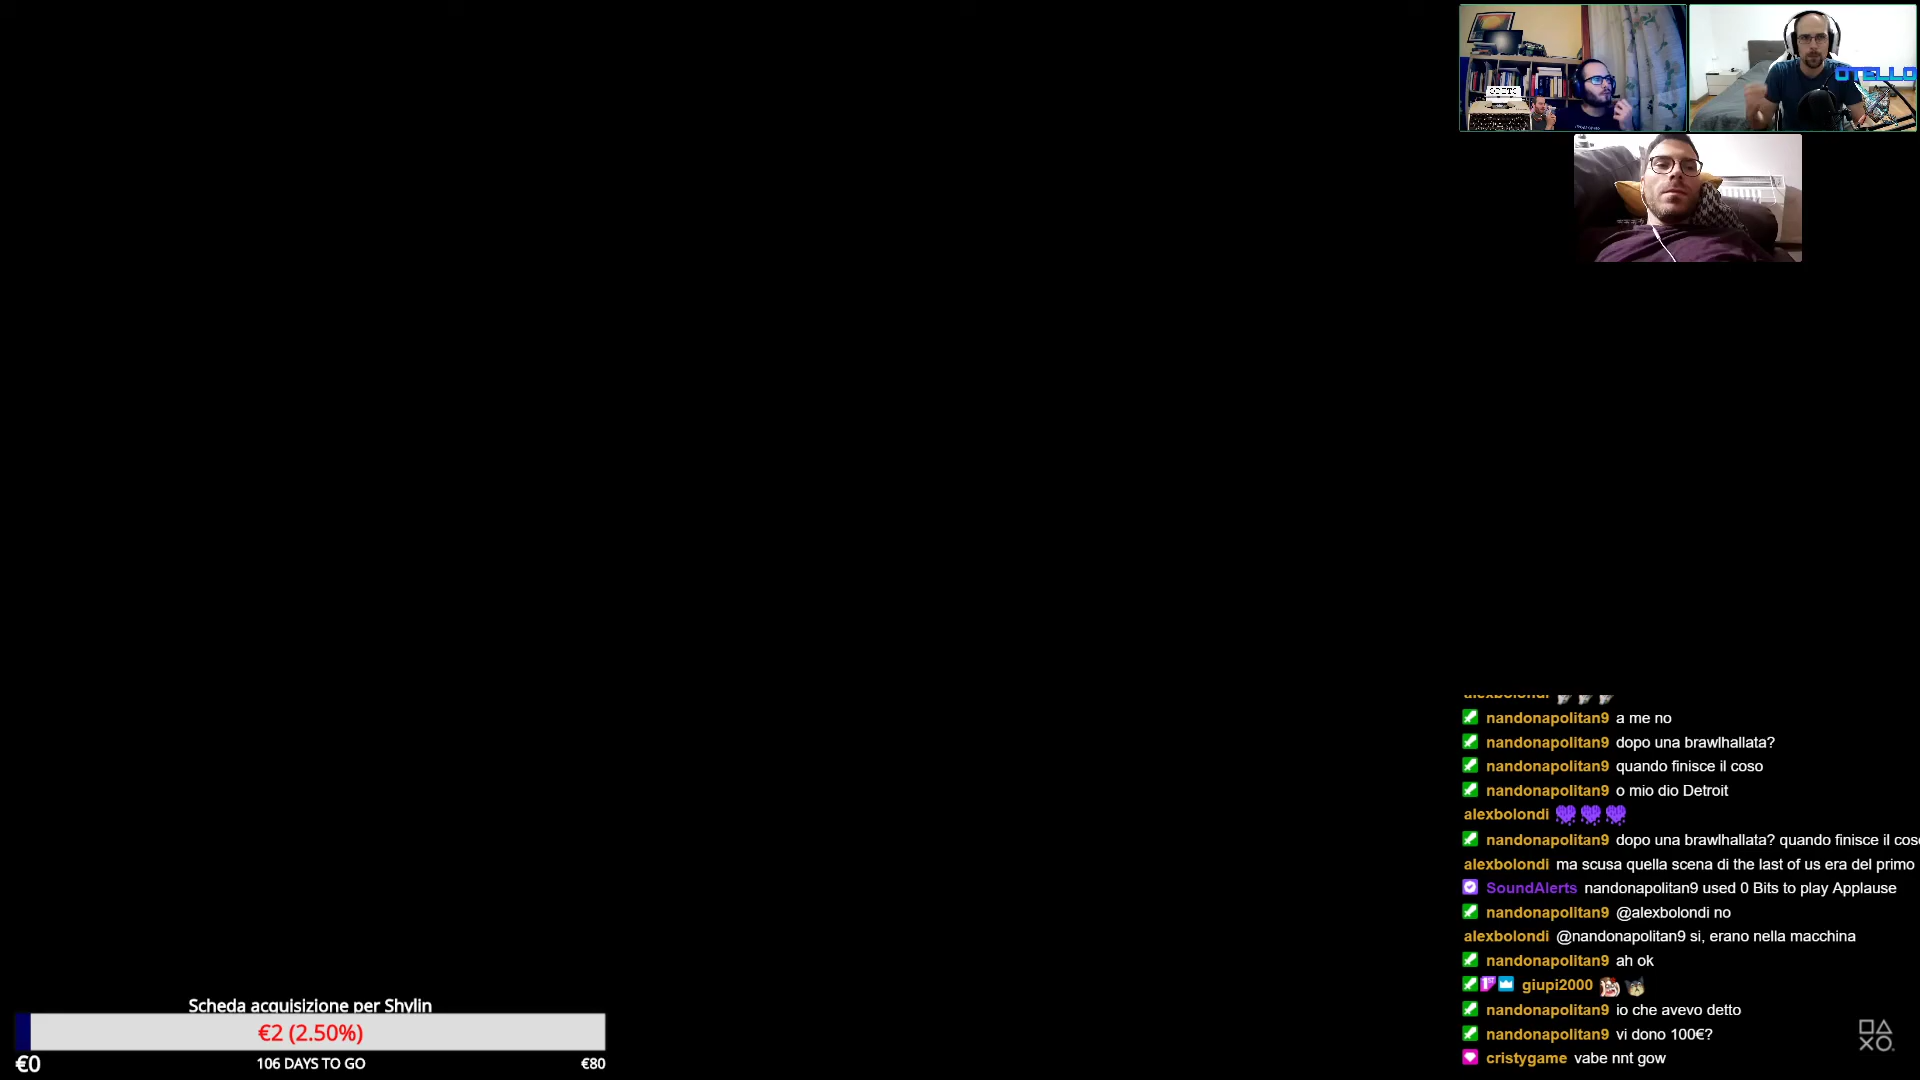 OTELLO
alexbolondi
nandonapolitan9 a me no
nandonapolitan9 dopo una brawlhallata?
nandonapolitan9 quando finisce il coso
nandonapolitan9 o mio dio Detroit
alexbolondi
nandonapolitan9 dopo una brawlhallata? quando finisce il cos
alexbolondi ma scusa quella scena di the last of us era del primo
SoundAlerts nandonapolitan9 used 0 Bits to play Applause
nandonapolitan9 @alexbolondi no
alexbolondi @nandonapolitan9 si, erano nella macchina
nandonapolitan9 ah ok
giupi2000
nandonapolitan9 io che avevo detto
nandonapolitan9 vi dono 100€?
cristygame vabe nnt gow
Scheda acquisizione per Shylin
€2 (2.50%)
€0 106 DAYS TO GO €80